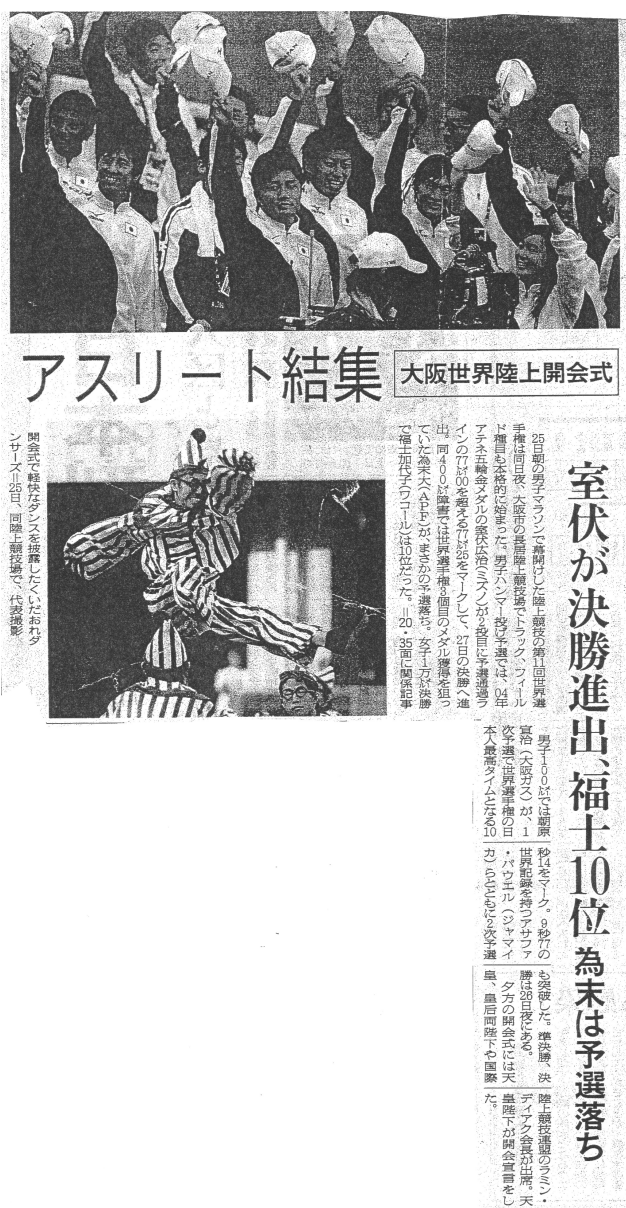 アスリート結集
大阪世界陸上開会式
室伏が決勝進出、福士10位
為末は予選落ち
25日朝の男子マラソンで幕開けした陸上競技の第11回世界選
手権は同日夜、大阪市の長居陸上競技場でトラック、フィール
ド種目も本格的に始まった。男子ハンマー投げ予選では、04年
アテネ五輪金メダルの室伏広治（ミズノ）が2投目に予選通過ラ
インの77㍍00を超える77㍍25をマークして、27日の決勝へ進
出。同400㍍障害では世界選手権3個目のメダル獲得を狙っ
ていた為末大（APF）が、まさかの予選落ち。女子1万㍍決勝
で福士加代子（ワコール）は10位だった。＝20・35面に関係記事
男子100㍍では朝原
宣治（大阪ガス）が、1
次予選で世界選手権の日
本人最高タイムとなる10
秒14をマーク。9秒77の
世界記録を持つアサファ
・パウエル（ジャマイ
カ）らとともに2次予選
も突破した。準決勝、決
勝は26日夜にある。
夕方の開会式には天
皇、皇后両陛下や国際
陸上競技連盟のラミン・
ディアク会長が出席。天
皇陛下が開会宣言をし
た。
開会式で軽快なダンスを披露したくいだおれダ
ンサーズ＝25日、同陸上競技場で、代表撮影